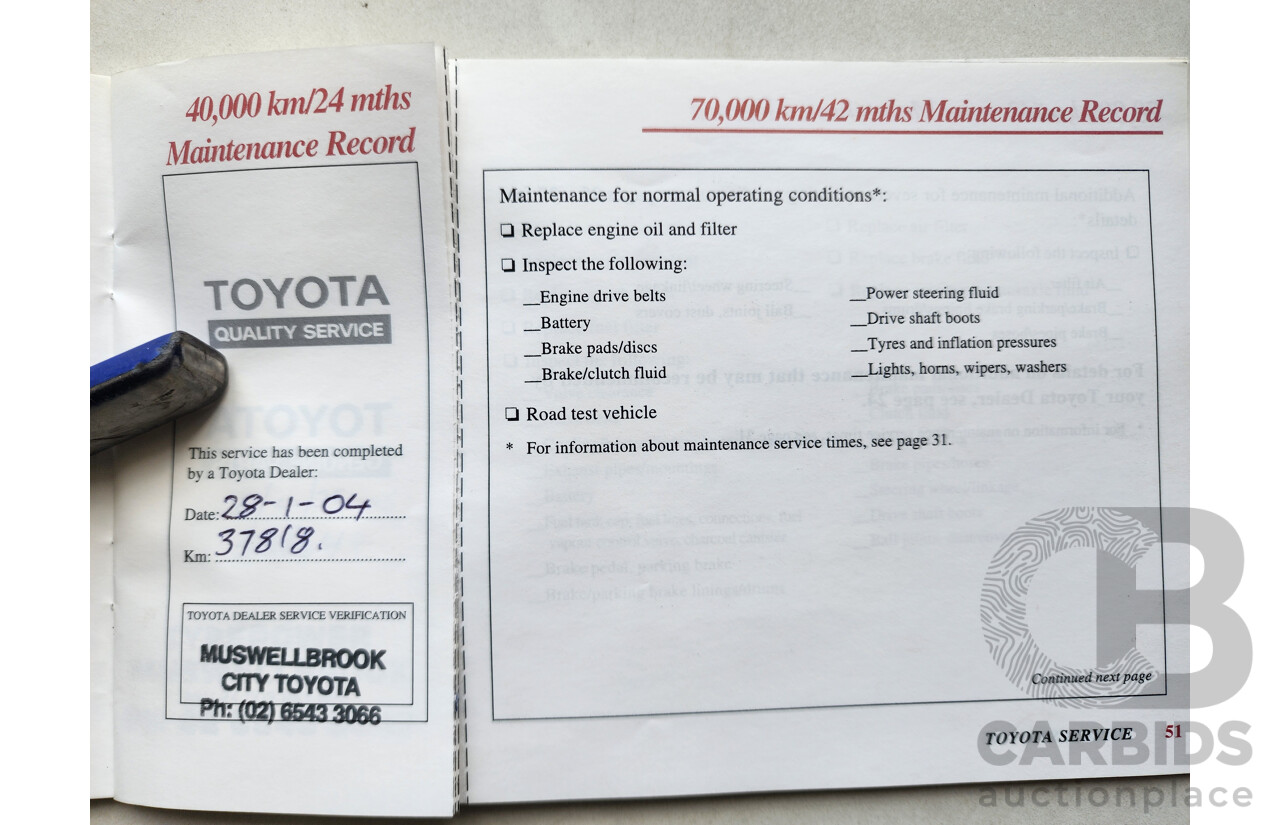 40,000 km/24 mths
Maintenance Record
TOYOTA
QUALITY SERVICE
This service has been completed
by a Toyota Dealer:
Date: 28-1-04
Km: 37818.
TOYOTA DEALER SERVICE VERIFICATION
MUSWELLBROOK
CITY TOYOTA
Ph: (02) 6543 3066
70,000 km/42 mths Maintenance Record
Maintenance for normal operating conditions*:
❏ Replace engine oil and filter
❏ Inspect the following:
__Engine drive belts
__Battery
__Brake pads/discs
__Brake/clutch fluid
__Power steering fluid
__Drive shaft boots
__Tyres and inflation pressures
__Lights, horns, wipers, washers
❏ Road test vehicle
* For information about maintenance service times, see page 31.
Continued next page
TOYOTA SERVICE 51
CB
CARBIDS
auctionplace